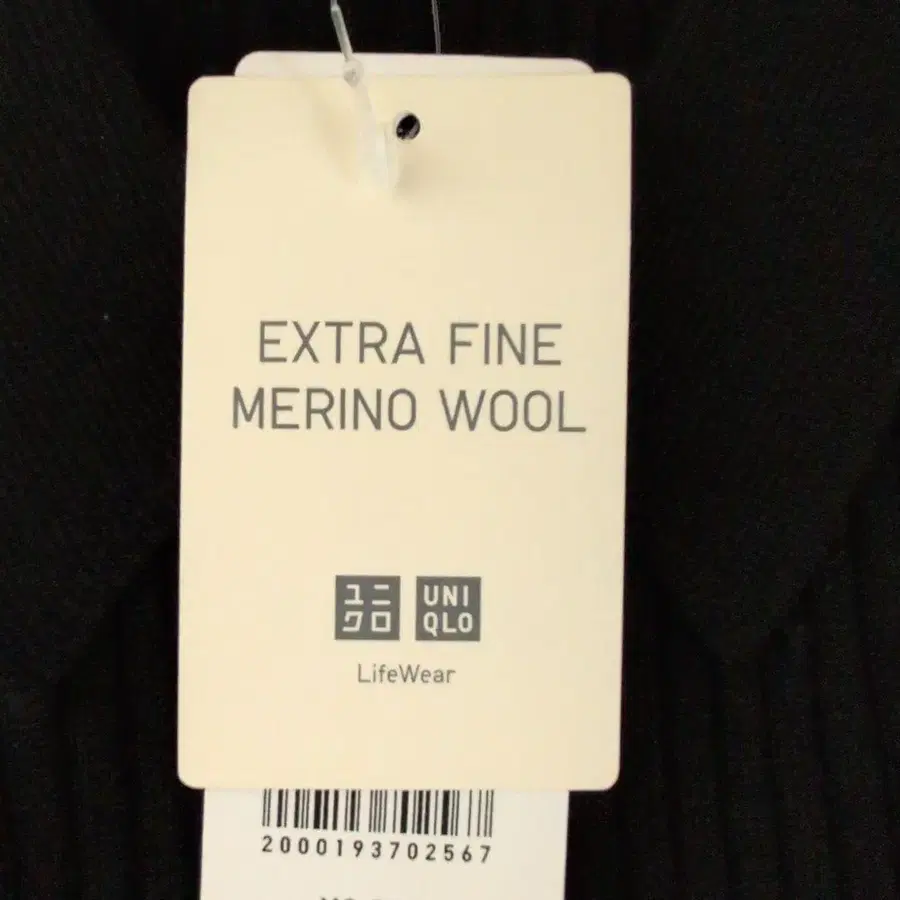 EXTRA FINE
MERINO WOOL
ユニ UNI
クロ QLO
LifeWear
2000193702567